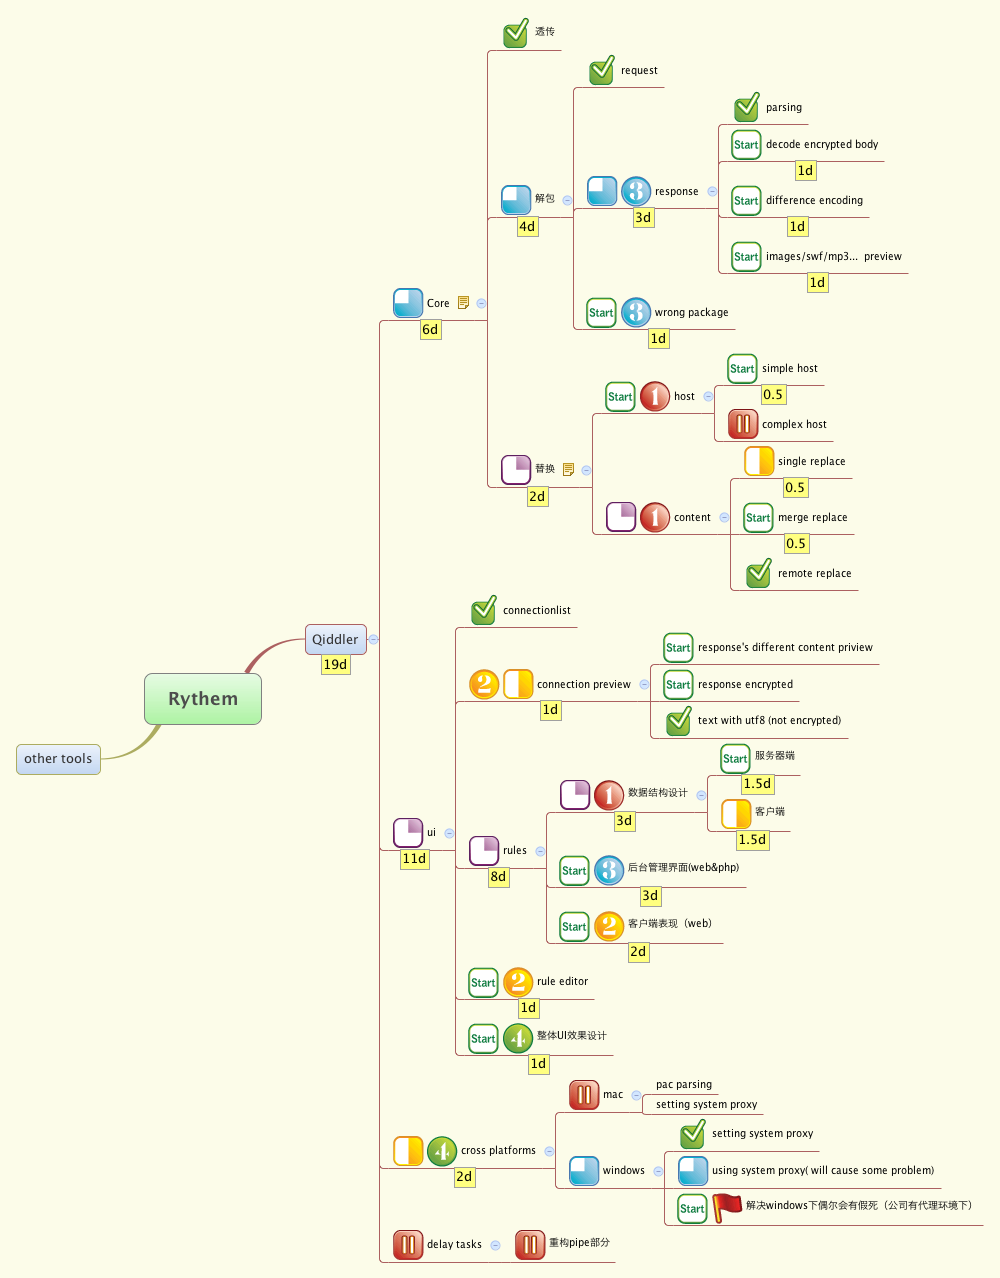 透传
request
parsing
Start decode encrypted body
1d
解包
4d
3 response
3d
Start difference encoding
1d
Start images/swf/mp3... preview
1d
Core
6d
Start 3 wrong package
1d
Start simple host
0.5
Start 1 host
complex host
替换
2d
single replace
0.5
1 content
Start merge replace
0.5
remote replace
connectionlist
Qiddler
19d
Start response's different content priview
2 connection preview
1d
Start response encrypted
text with utf8 (not encrypted)
Rythem
other tools
Start 服务器端
1.5d
1 数据结构设计
3d
客户端
1.5d
ui
11d
rules
8d
Start 3 后台管理界面(web&php)
3d
Start 2 客户端表现（web）
2d
Start 2 rule editor
1d
Start 4 整体UI效果设计
1d
mac
pac parsing
setting system proxy
4 cross platforms
2d
setting system proxy
windows
using system proxy( will cause some problem)
Start 解决windows下偶尔会有假死（公司有代理环境下）
delay tasks
重构pipe部分